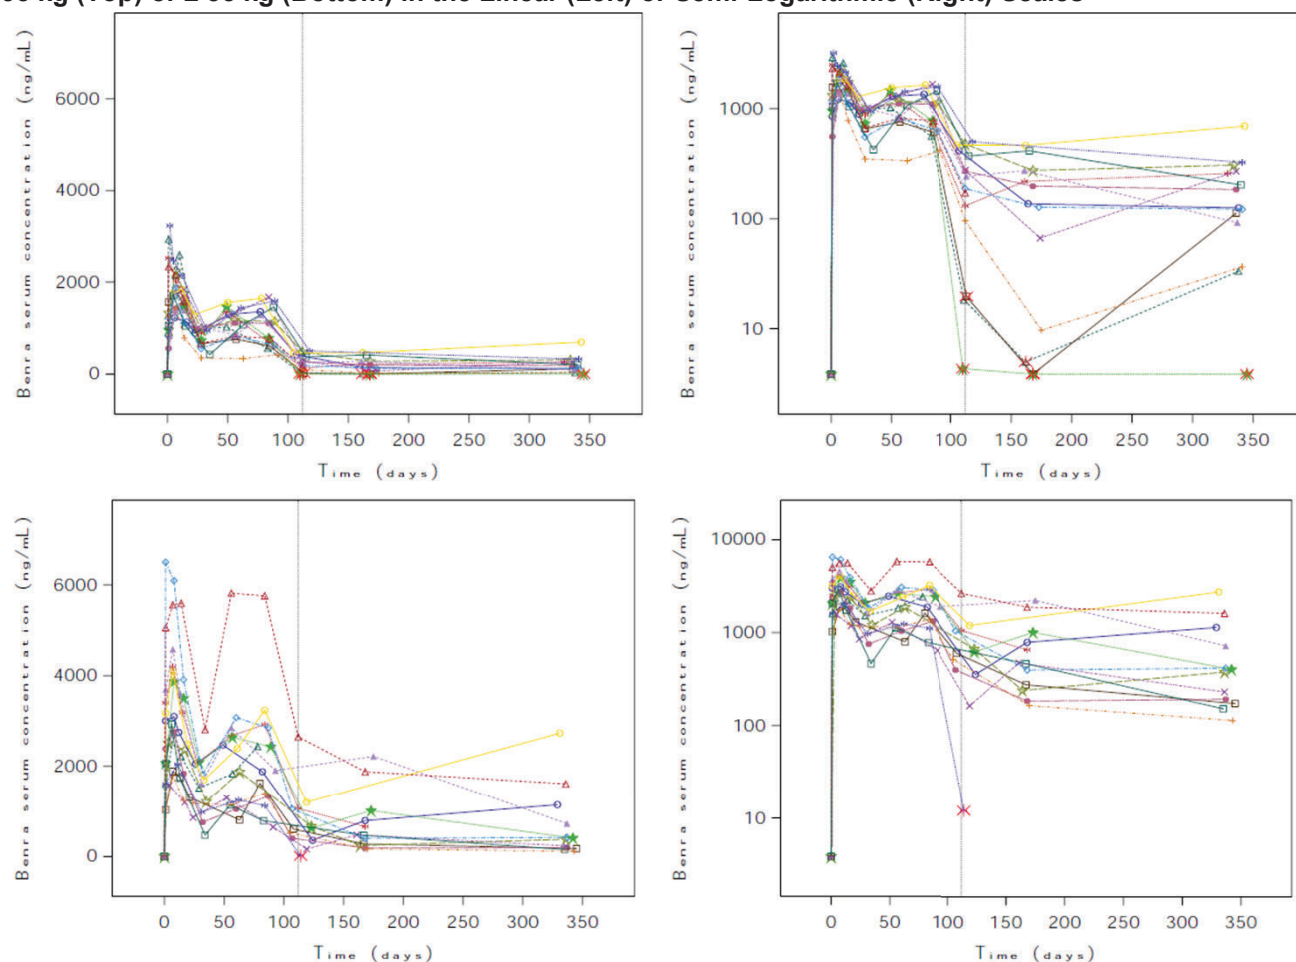 (Top) or ≥ 35 kg (Bottom) in the Linear (Left) or Semi-Logarithmic (Right) Scales
Benra serum concentration (ng/mL)
6000
4000
2000
0
0 50 100 150 200 250 300 350
Time (days)
Benra serum concentration (ng/mL)
1000
100
10
0 50 100 150 200 250 300 350
Time (days)
Benra serum concentration (ng/mL)
6000
4000
2000
0
0 50 100 150 200 250 300 350
Time (days)
Benra serum concentration (ng/mL)
10000
1000
100
10
0 50 100 150 200 250 300 350
Time (days)